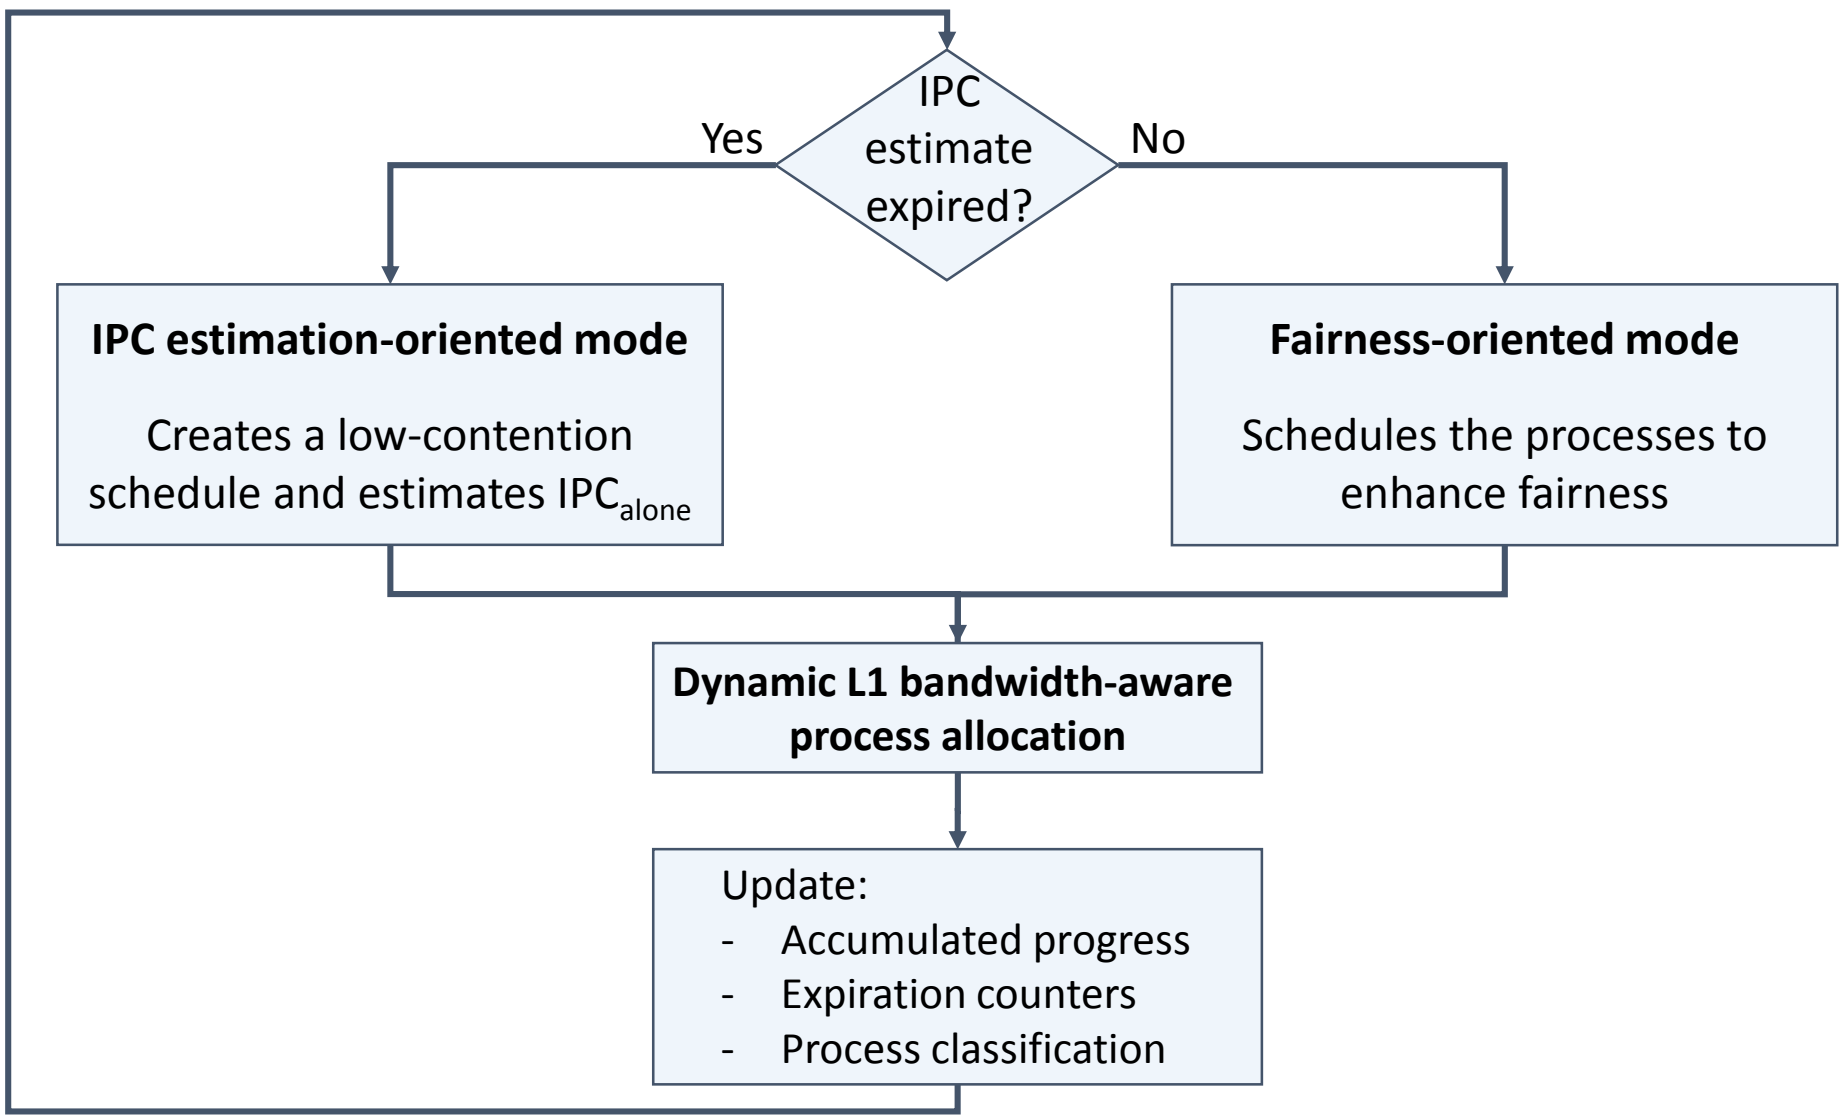 IPC
estimate
expired?
Yes
No
IPC estimation-oriented mode
Creates a low-contention
schedule and estimates IPCalone
Fairness-oriented mode
Schedules the processes to
enhance fairness
Dynamic L1 bandwidth-aware
process allocation
Update:
- Accumulated progress
- Expiration counters
- Process classification